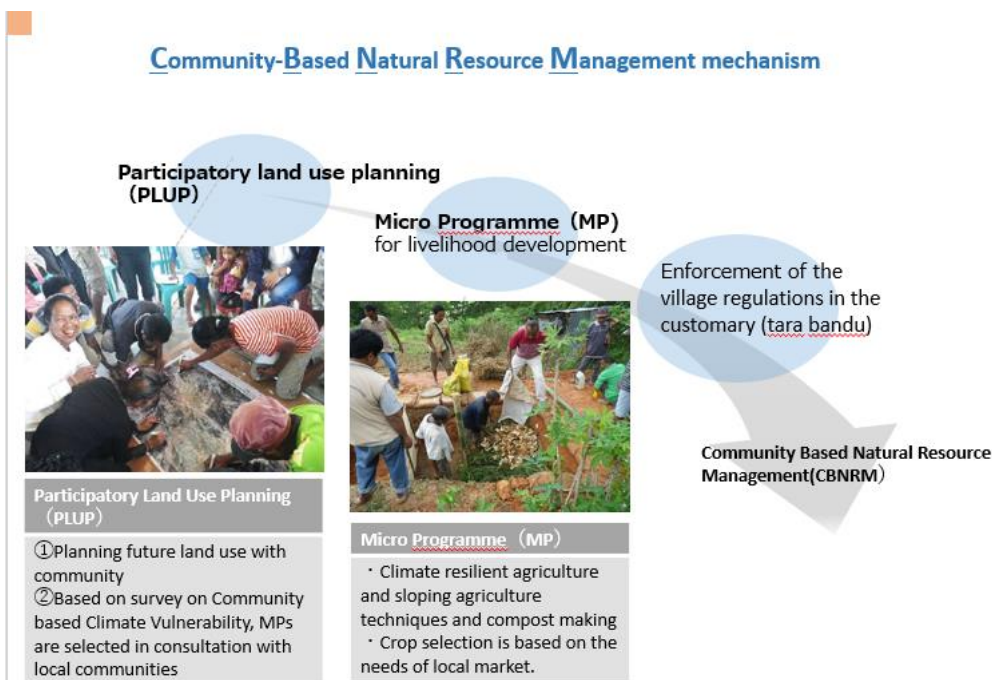 Community-Based Natural Resource Management mechanism
Participatory land use planning
（PLUP）
Micro Programme（MP）
for livelihood development
Enforcement of the
village regulations in the
customary (tara bandu)
Community Based Natural Resource
Management(CBNRM）
Participatory Land Use Planning
（PLUP）
①Planning future land use with
community
②Based on survey on Community
based Climate Vulnerability, MPs
are selected in consultation with
local communities
Micro Programme（MP）
・Climate resilient agriculture
and sloping agriculture
techniques and compost making
・Crop selection is based on the
needs of local market.